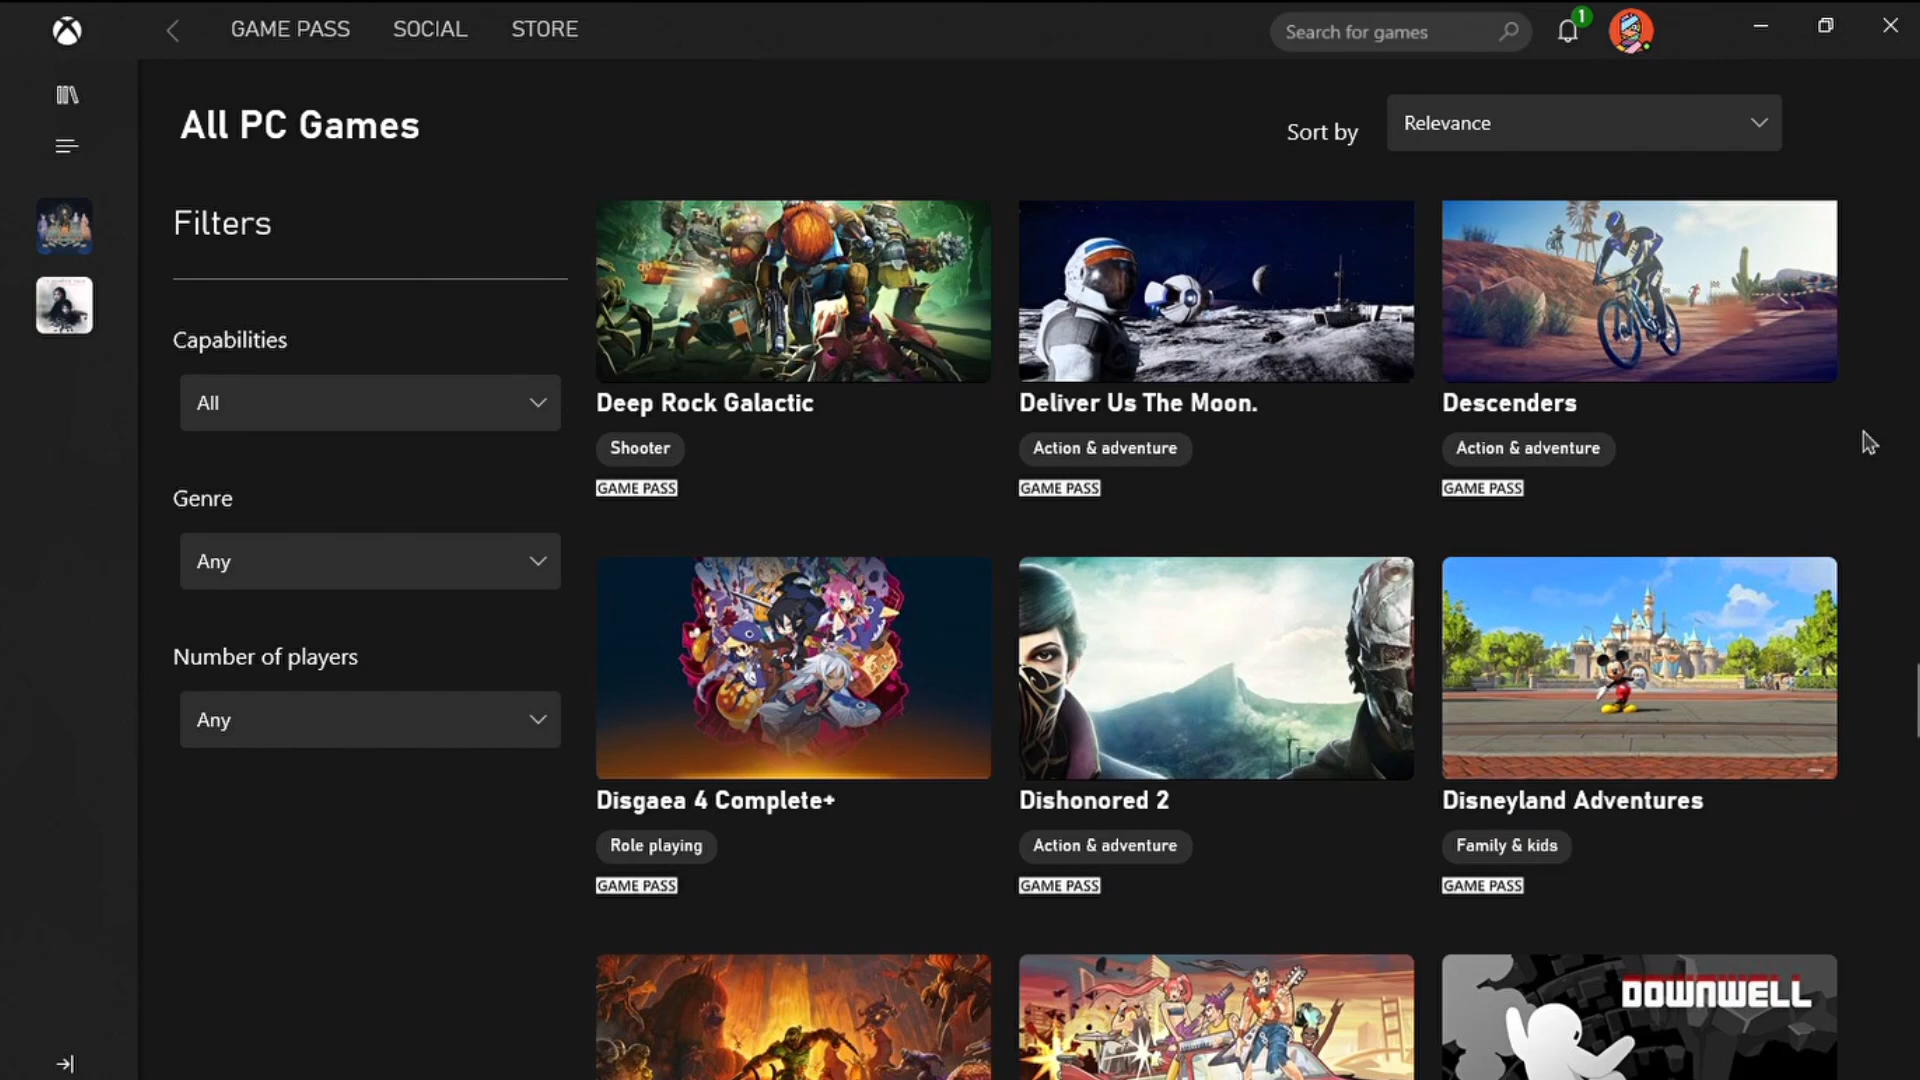 GAME PASS SOCIAL STORE Search for games 1
All PC Games
Sort by Relevance
Filters
Capabilities
All
Genre
Any
Number of players
Any
Deep Rock Galactic
Shooter
GAME PASS
Deliver Us The Moon.
Action & adventure
GAME PASS
Descenders
Action & adventure
GAME PASS
Disgaea 4 Complete+
Role playing
GAME PASS
Dishonored 2
Action & adventure
GAME PASS
Disneyland Adventures
Family & kids
GAME PASS
DOWNWELL